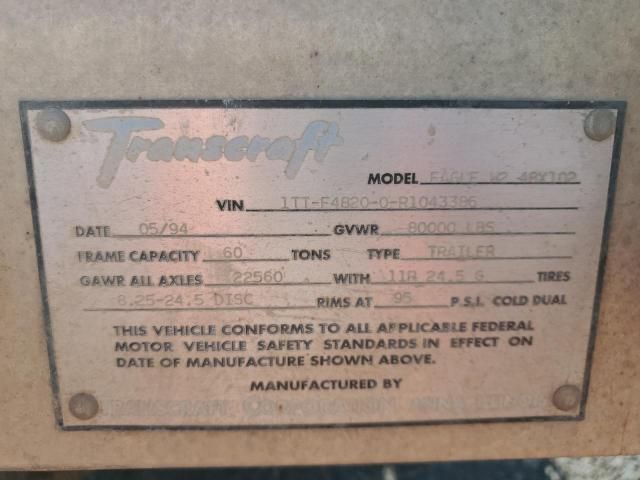 Transcraft
MODEL EAGLE W2 48X102
VIN 1TT-F4820-0-R1043386
DATE 05/94 GVWR 80000 LBS
FRAME CAPACITY 60 TONS TYPE TRAILER
GAWR ALL AXLES 22560 WITH 11R 24.5 G TIRES
8.25-24.5 DISC RIMS AT 95 P.S.I. COLD DUAL
THIS VEHICLE CONFORMS TO ALL APPLICABLE FEDERAL
MOTOR VEHICLE SAFETY STANDARDS IN EFFECT ON
DATE OF MANUFACTURE SHOWN ABOVE.
MANUFACTURED BY
TRANSCRAFT CORPORATION ANNA